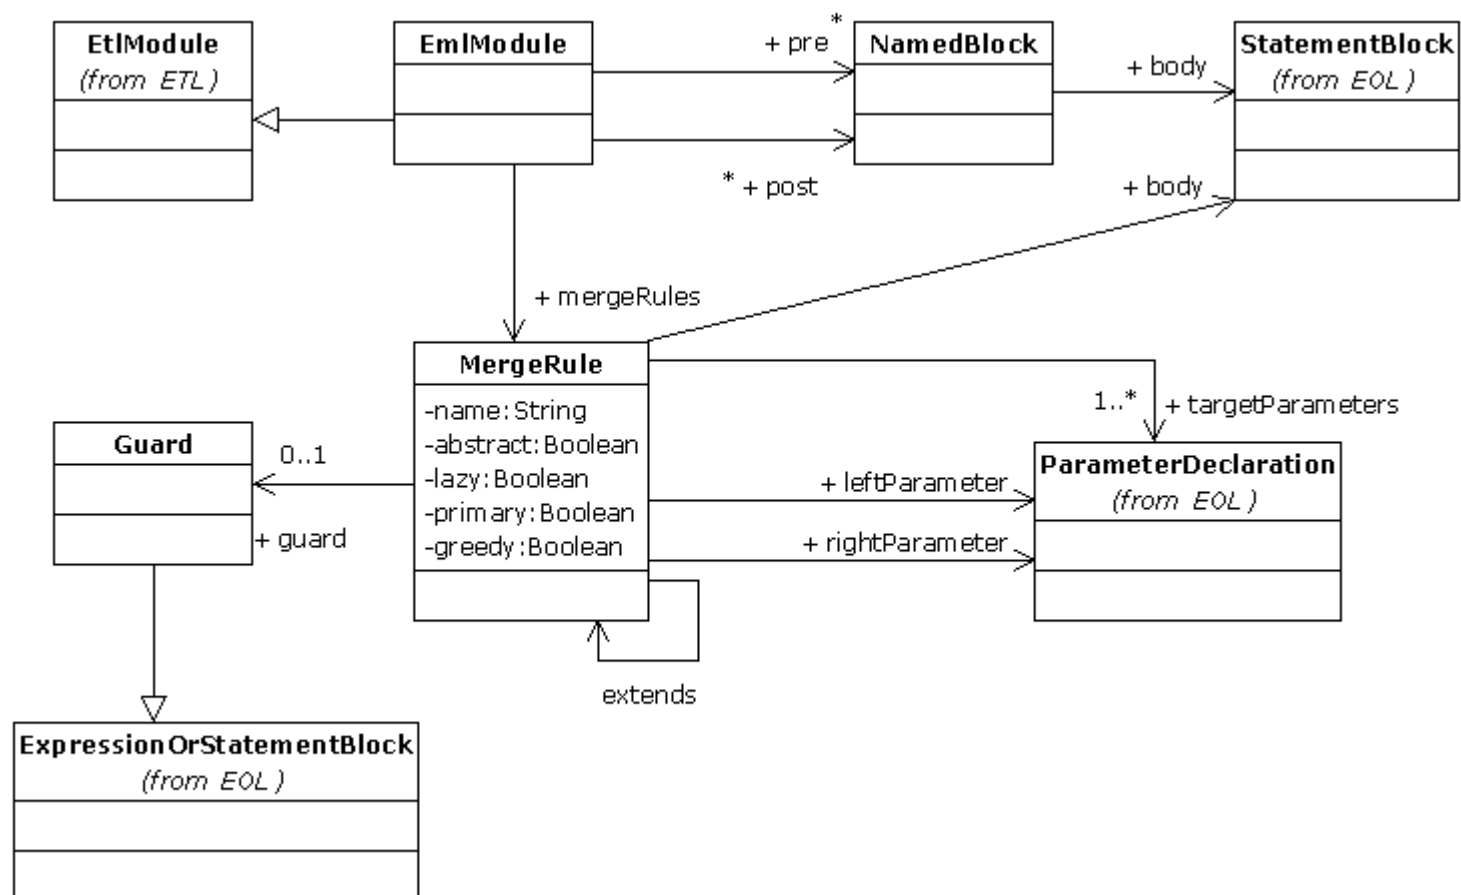 EtlModule
(from ETL)
EmlModule
*
+ pre
NamedBlock
+ body
StatementBlock
(from EOL)
* + post
+ body
+ mergeRules
MergeRule
-name:String
-abstract:Boolean
-lazy:Boolean
-primary:Boolean
-greedy:Boolean
1..*
+ targetParameters
Guard
0..1
+ guard
+ leftParameter
+ rightParameter
ParameterDeclaration
(from EOL)
extends
ExpressionOrStatementBlock
(from EOL)